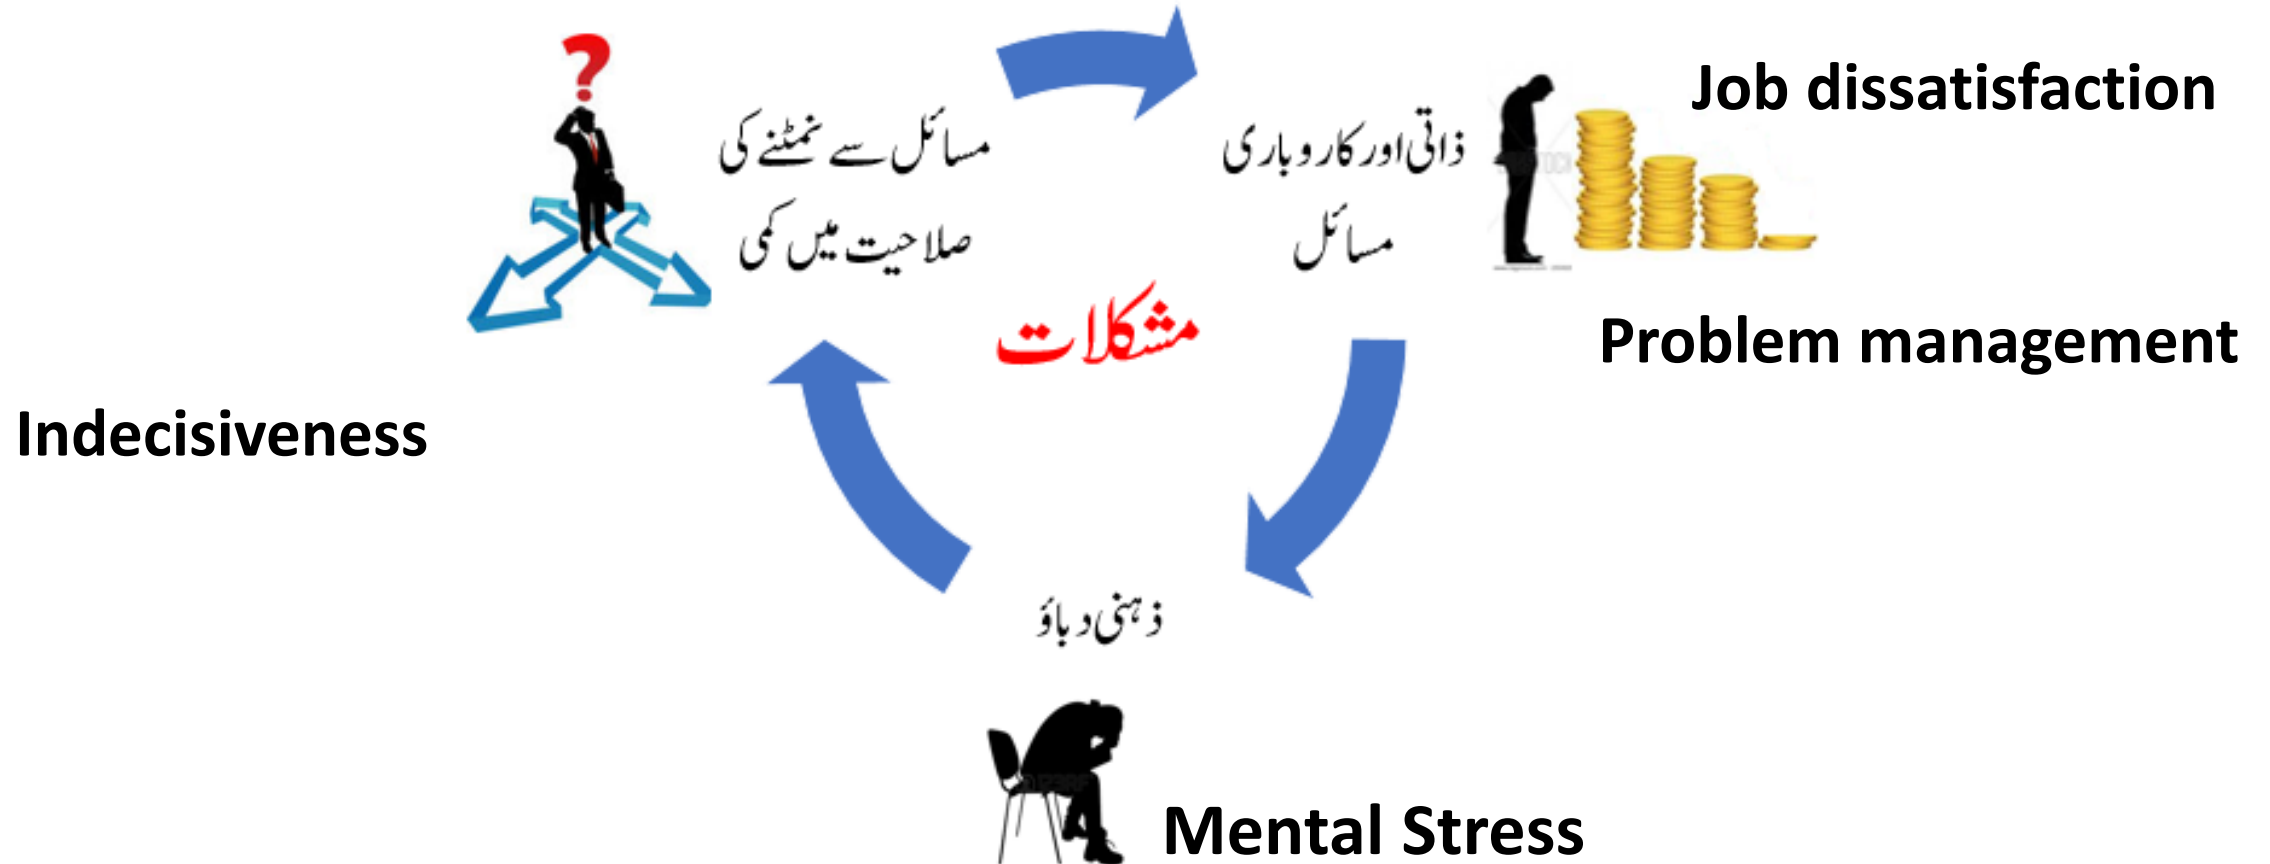 Job dissatisfaction
مسائل سے نمٹنے کی
صلاحیت میں کمی
ذاتی اور کاروباری
مسائل
مشکلات
Problem management
Indecisiveness
ذہنی دباؤ
Mental Stress